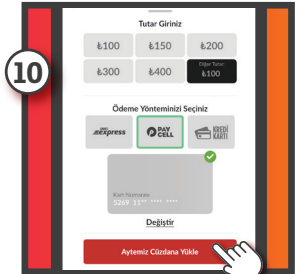 Tutar Giriniz
₺100 ₺150 ₺200
₺300 ₺400 Diğer Tutar
₺100
10
Ödeme Yönteminizi Seçiniz
express PAY CELL KREDİ KARTI
Kart Numarası
5269 11** **** ****
Değiştir
Aytemiz Cüzdana Yükle